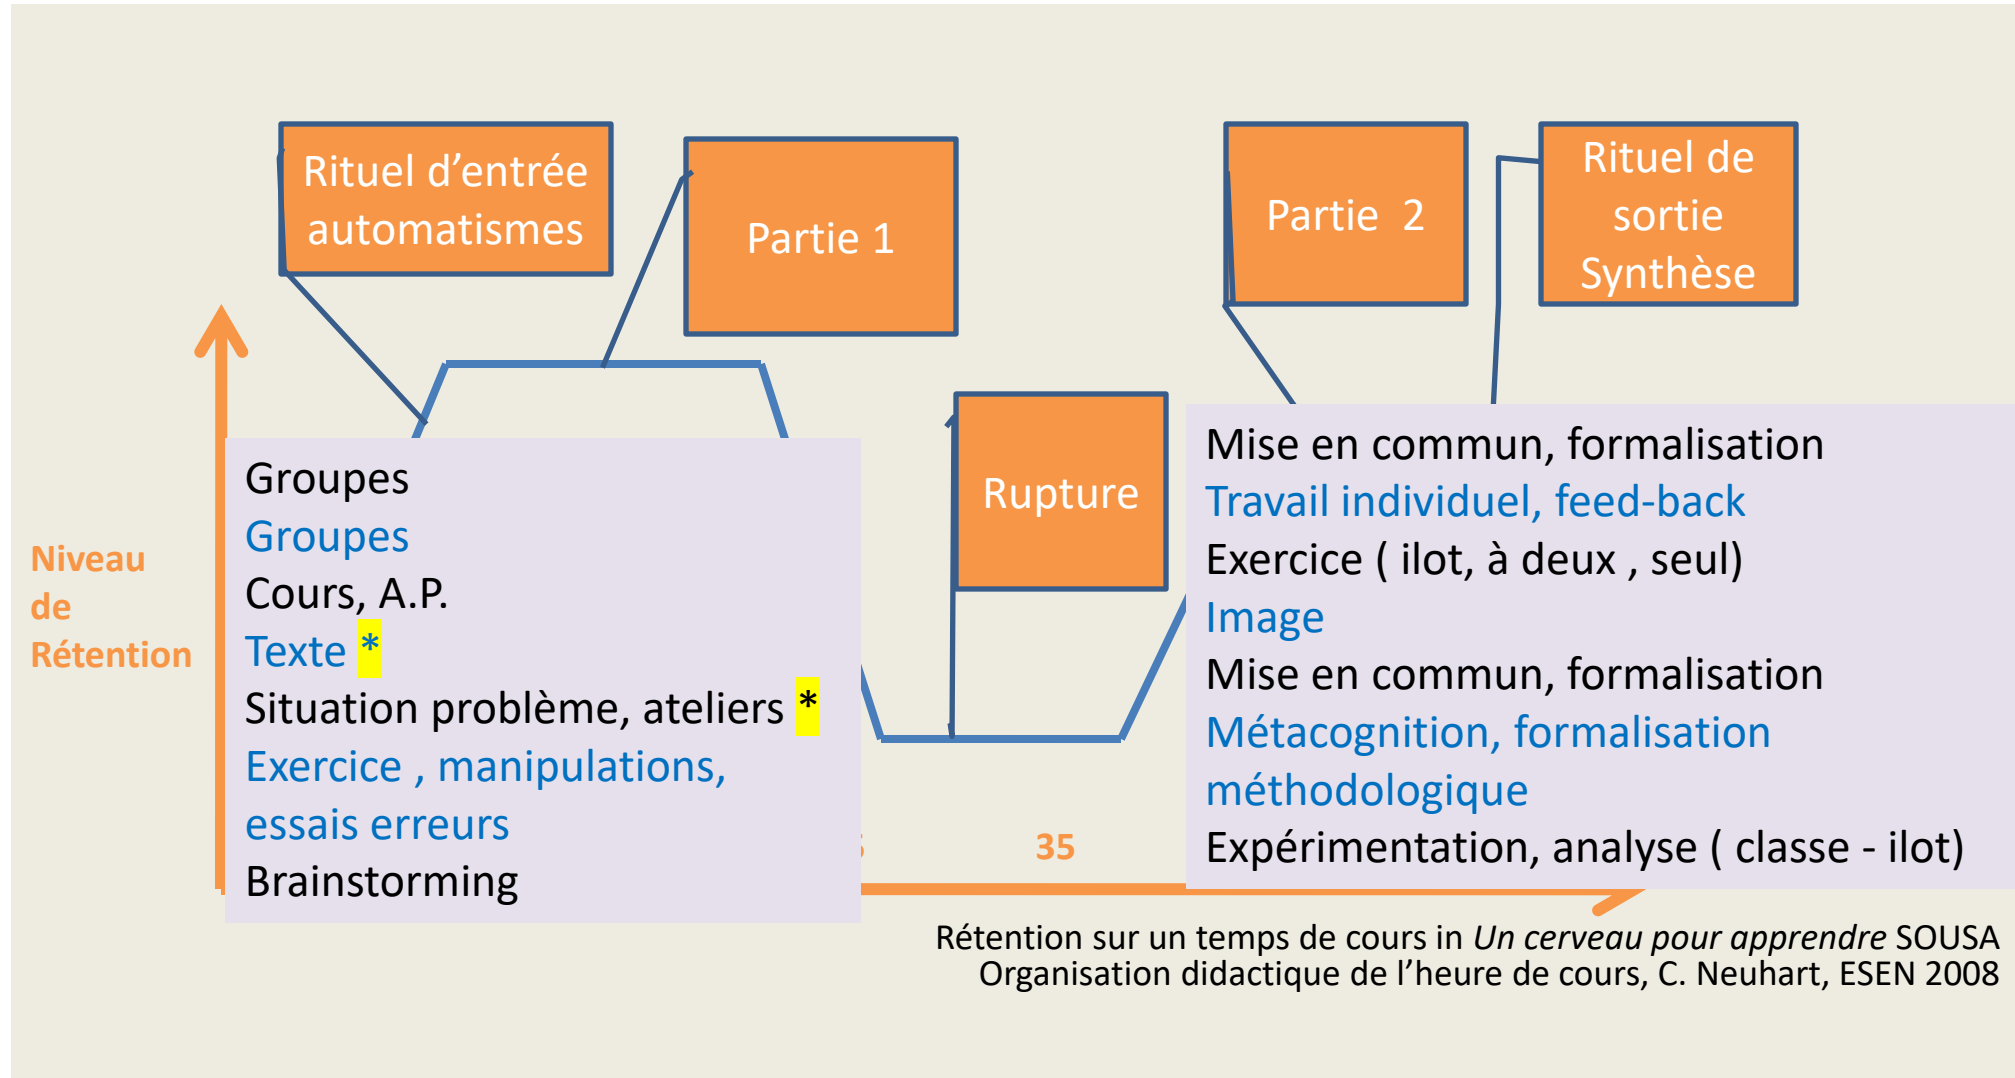 Rituel d'entrée
automatismes
Partie 1
Partie  2
Rituel de
sortie
Synthèse
Rupture
Niveau
de
Rétention
Groupes
Groupes
Cours, A.P.
Texte *
Situation problème, ateliers *
Exercice , manipulations,
essais erreurs
Brainstorming
Mise en commun, formalisation
Travail individuel, feed-back
Exercice ( ilot, à deux , seul)
Image
Mise en commun, formalisation
Métacognition, formalisation
méthodologique
Expérimentation, analyse ( classe - ilot)
35
Rétention sur un temps de cours in Un cerveau pour apprendre SOUSA
Organisation didactique de l'heure de cours, C. Neuhart, ESEN 2008